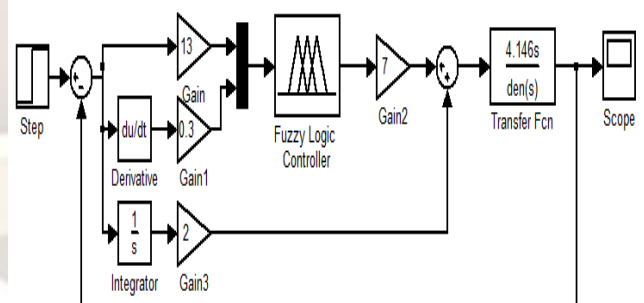 Step
13
Gain
du/dt
Derivative
0.3
Gain1
1
s
Integrator
2
Gain3
Fuzzy Logic
Controller
7
Gain2
4.146s
den(s)
Transfer Fcn
Scope